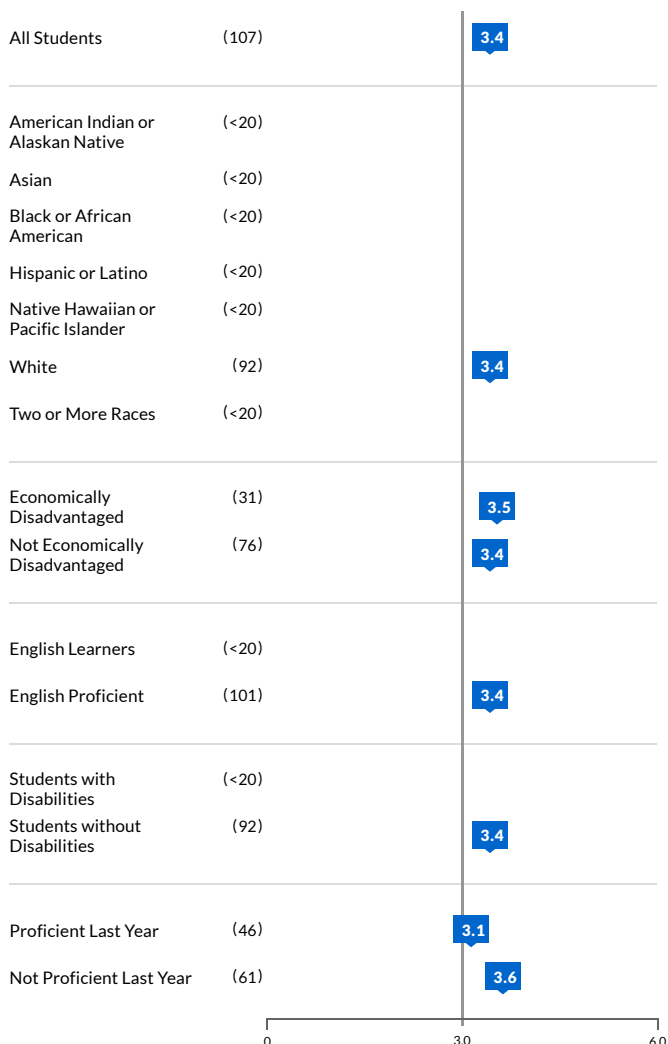 All Students (107) 3.4
American Indian or (<20)
Alaskan Native
Asian (<20)
Black or African (<20)
American
Hispanic or Latino (<20)
Native Hawaiian or (<20)
Pacific Islander
White (92) 3.4
Two or More Races (<20)
Economically (31) 3.5
Disadvantaged
Not Economically (76) 3.4
Disadvantaged
English Learners (<20)
English Proficient (101) 3.4
Students with (<20)
Disabilities
Students without (92) 3.4
Disabilities
Proficient Last Year (46) 3.1
Not Proficient Last Year (61) 3.6
0 3.0 6.0